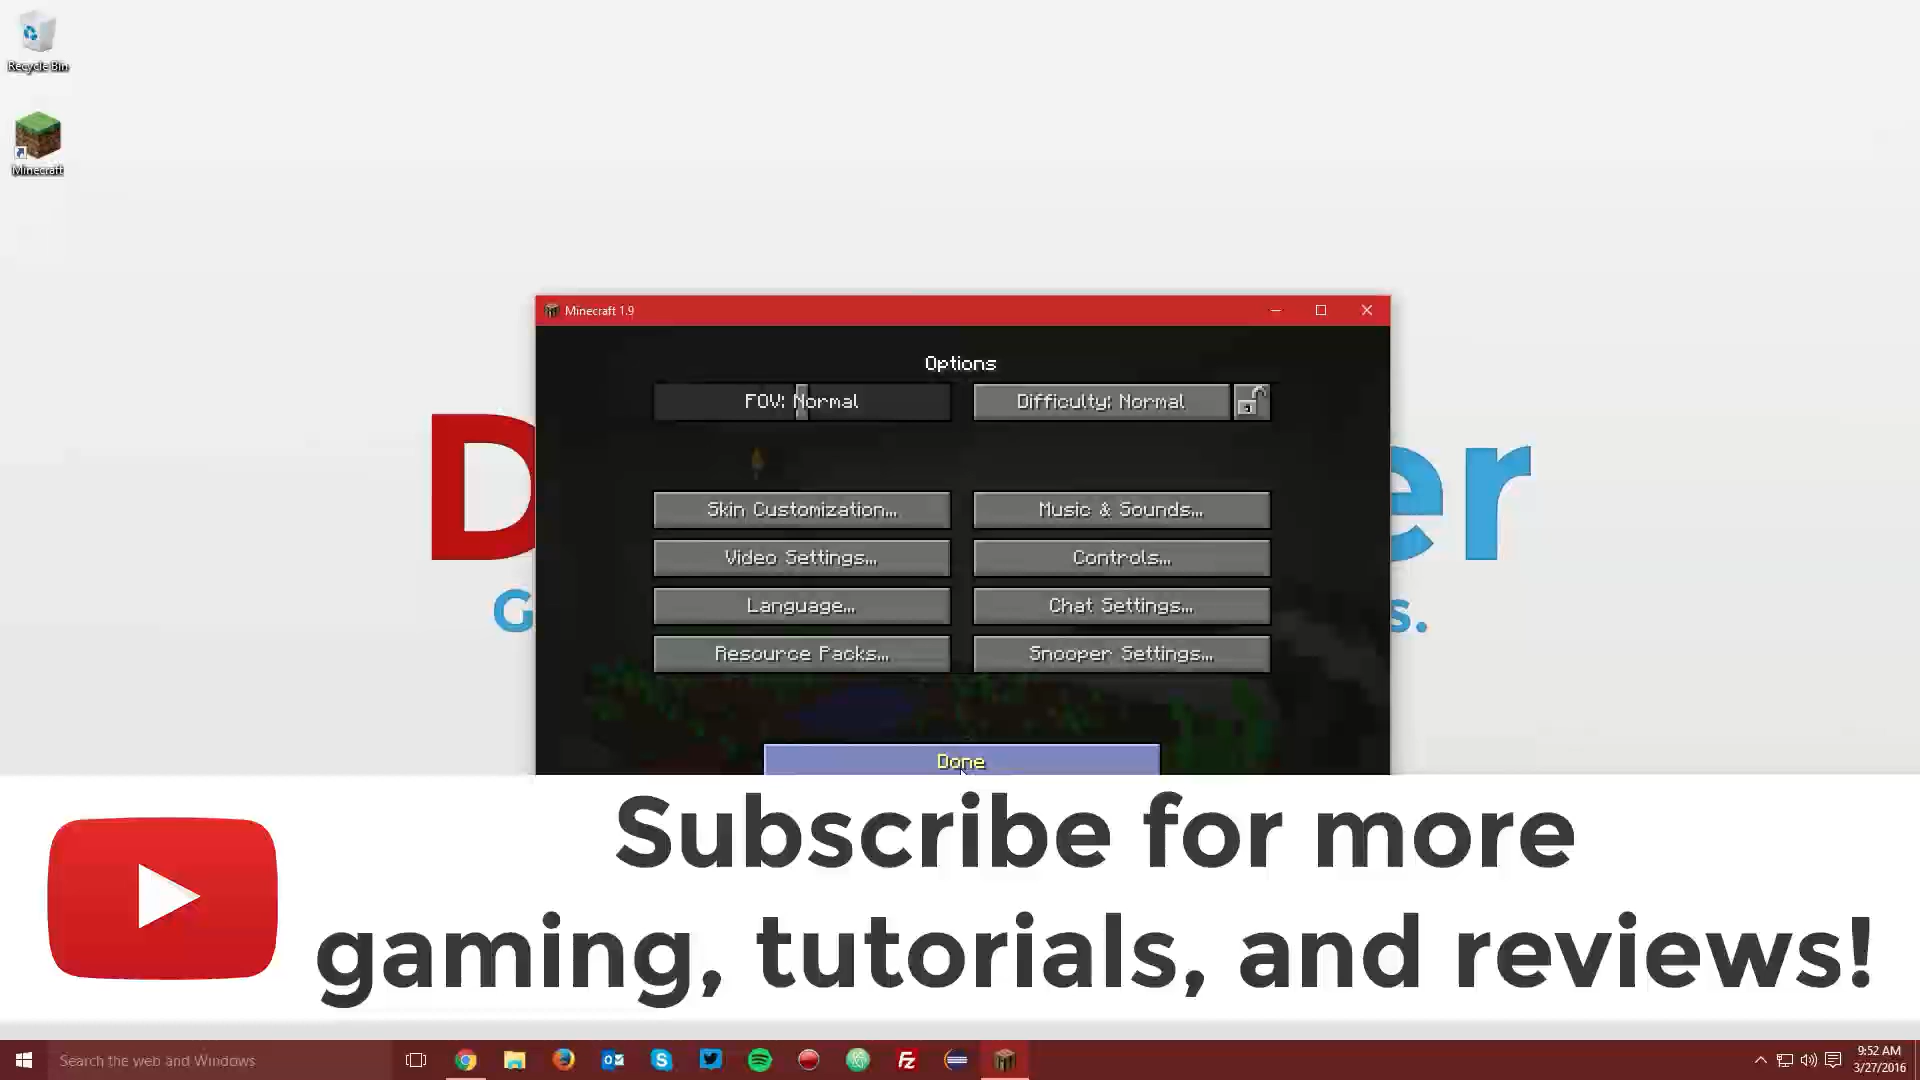 Recycle Bin
Minecraft
Minecraft 1.9
Options
FOV: Normal
Difficulty: Normal
Skin Customization...
Music & Sounds...
Video Settings...
Controls...
Language...
Chat Settings...
Resource Packs...
Snooper Settings...
Done
D
er
G
s.
Subscribe for more
gaming, tutorials, and reviews!
Search the web and Windows
9:52 AM
3/27/2016